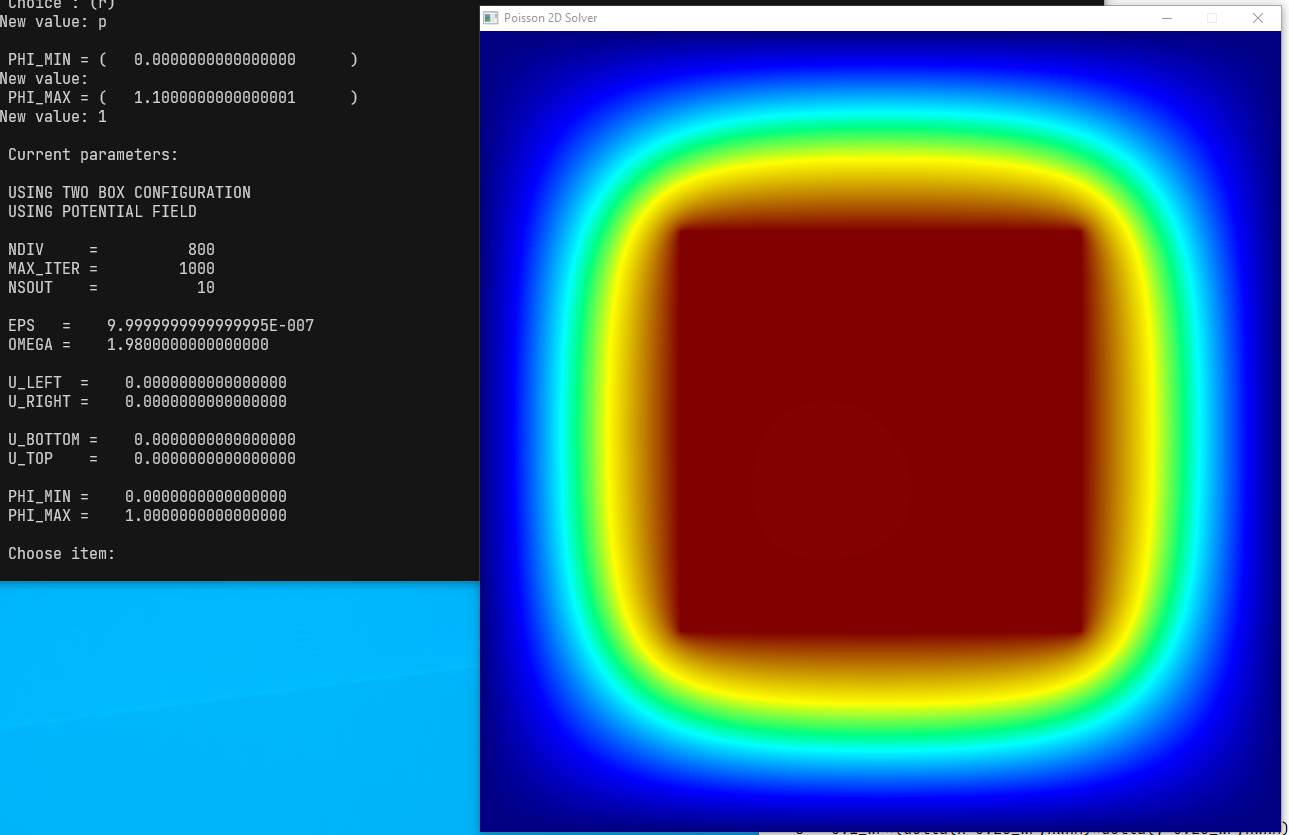 Choice : (r)
New value: p
PHI_MIN = (   0.0000000000000000      )
New value:
PHI_MAX = (   1.1000000000000001      )
New value: 1
Current parameters:
USING TWO BOX CONFIGURATION
USING POTENTIAL FIELD
NDIV     =          800
MAX_ITER =         1000
NSOUT    =           10
EPS   =    9.9999999999999995E-007
OMEGA =    1.9800000000000000
U_LEFT  =    0.0000000000000000
U_RIGHT =    0.0000000000000000
U_BOTTOM =    0.0000000000000000
U_TOP    =    0.0000000000000000
PHI_MIN =    0.0000000000000000
PHI_MAX =    1.0000000000000000
Choose item:
Poisson 2D Solver